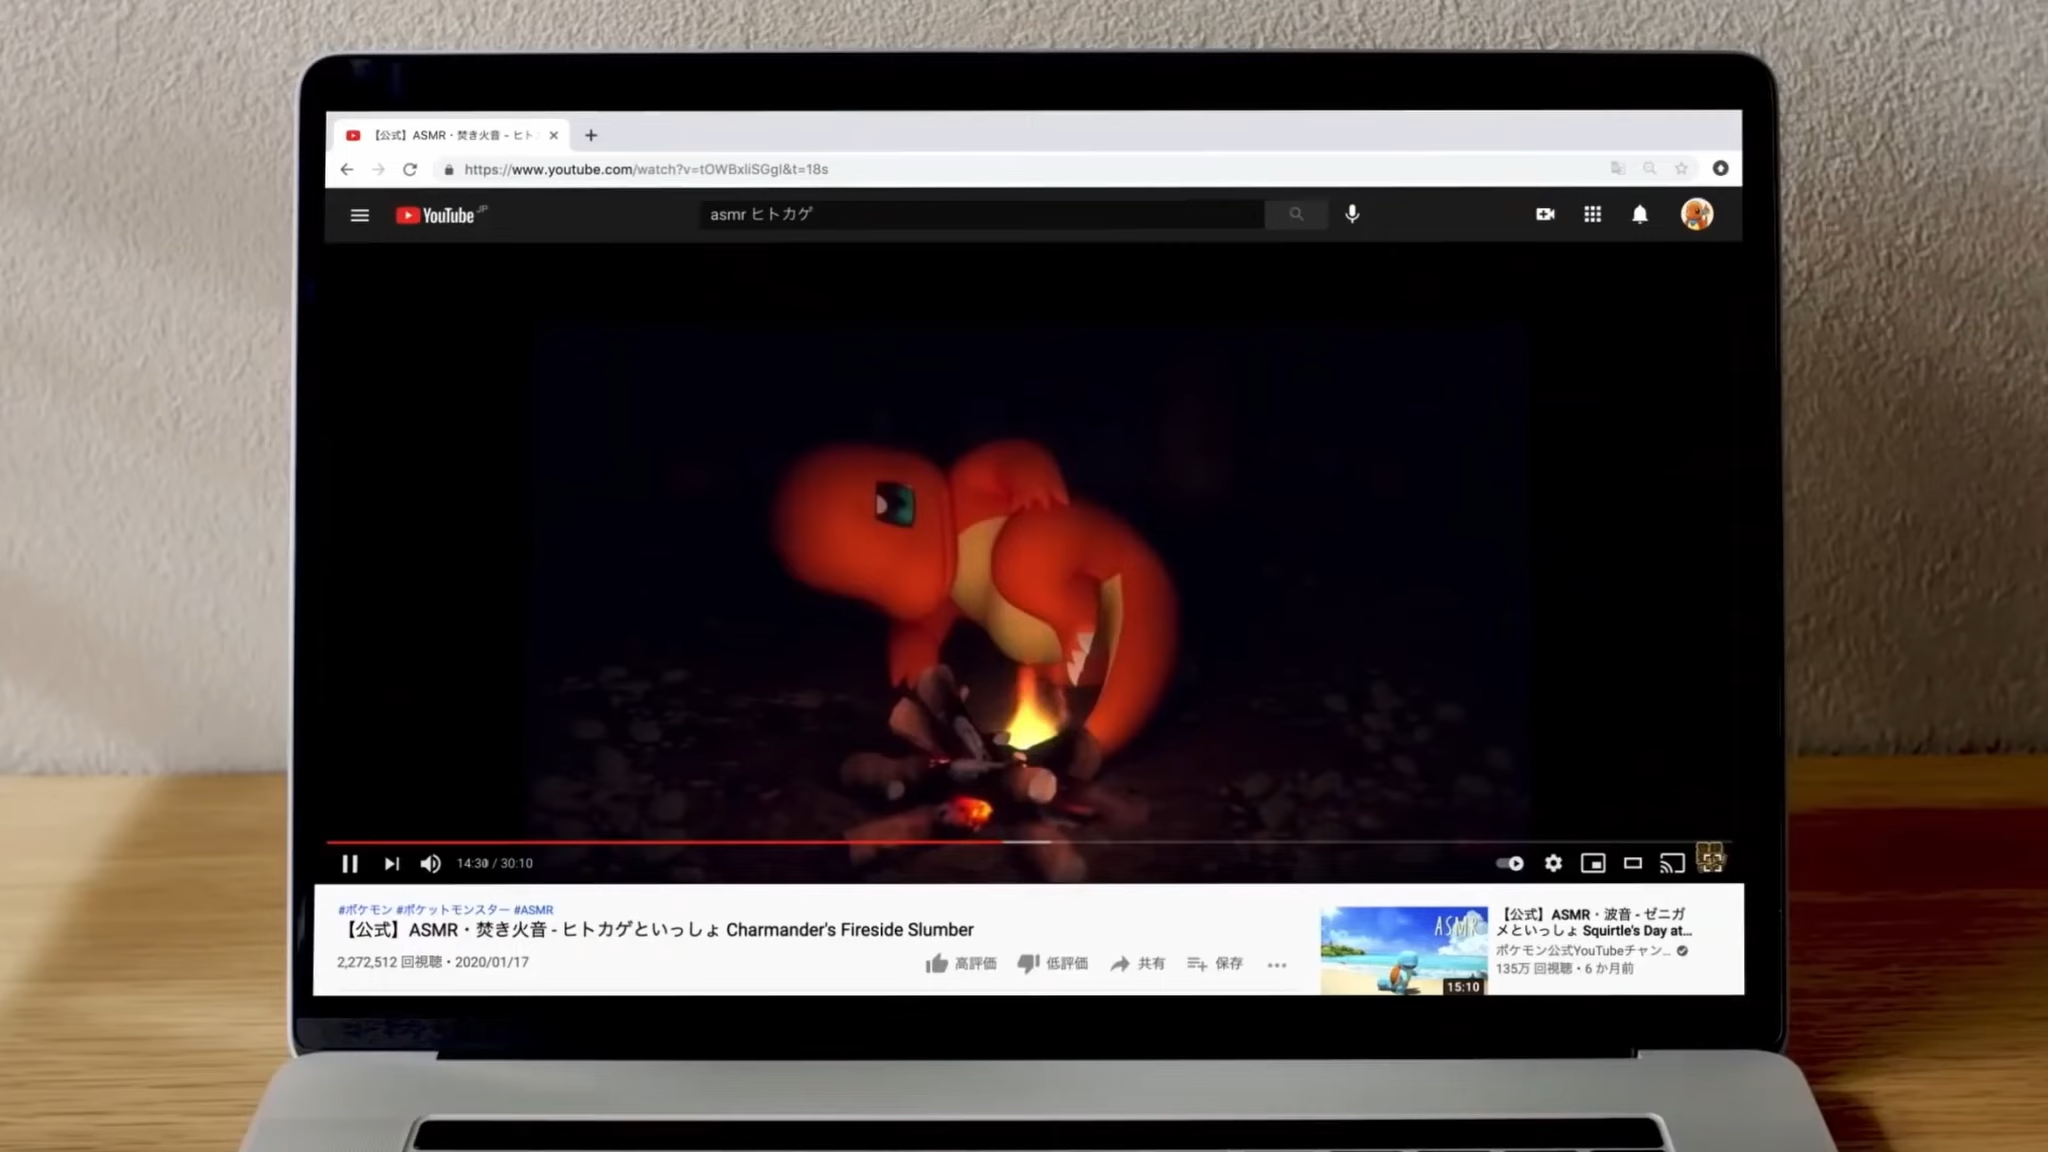 【公式】ASMR・焚き火音 - ヒト
https://www.youtube.com/watch?v=tOWBxliSGgI&t=18s
YouTube JP
asmr ヒトカゲ
14:30 / 30:10
#ポケモン #ポケットモンスター #ASMR
【公式】ASMR・焚き火音 - ヒトカゲといっしょ Charmander's Fireside Slumber
2,272,512 回視聴・2020/01/17
高評価
低評価
共有
保存
ASMR
15:10
【公式】ASMR・波音 - ゼニガ
メといっしょ Squirtle's Day at...
ポケモン公式YouTubeチャン...
135万 回視聴・6 か月前